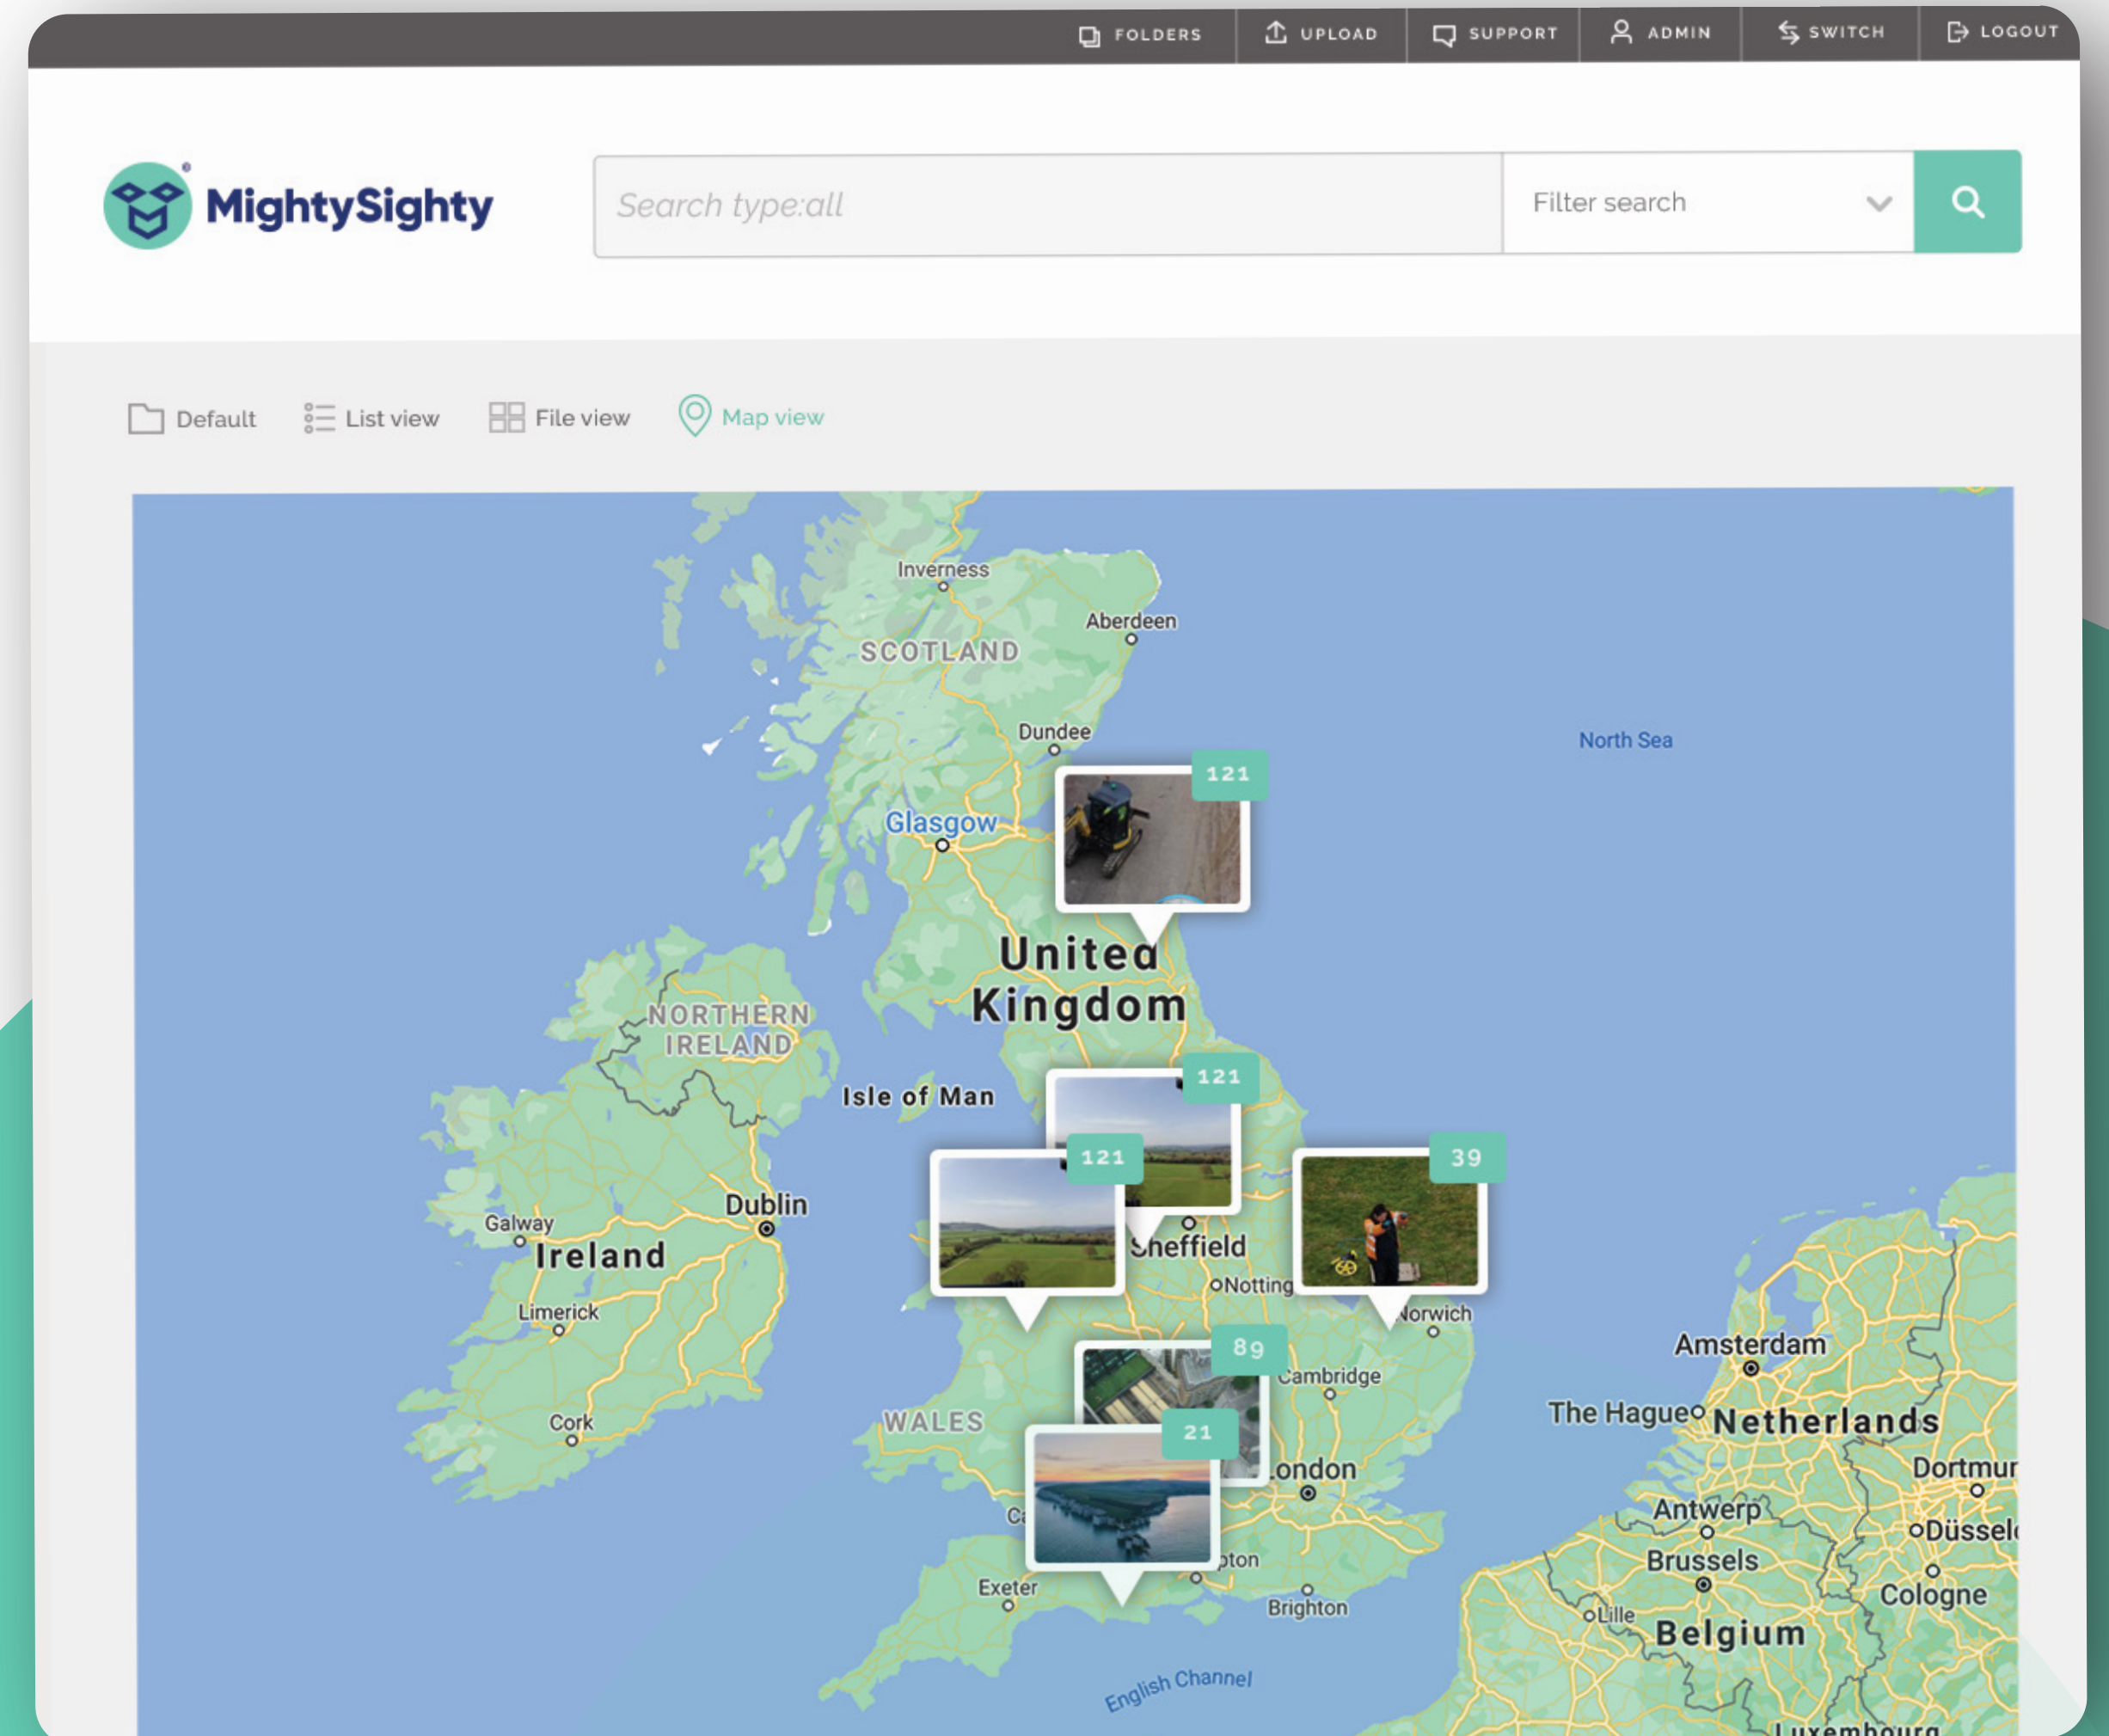 FOLDERS
UPLOAD
SUPPORT
ADMIN
SWITCH
LOGOUT
MightySighty
Search type:all
Filter search
Default
List view
File view
Map view
Inverness
Aberdeen
SCOTLAND
Dundee
North Sea
121
Glasgow
United
Kingdom
NORTHERN
IRELAND
Isle of Man
121
121
39
Dublin
Galway
Sheffield
Ireland
Notting
Limerick
Norwich
Amsterdam
89
Cambridge
The Hague
Netherlands
Cork
WALES
21
London
Dortmun
Antwerp
Düssel
Brussels
pton
Exeter
Cologne
Brighton
Lille
Belgium
English Channel
Luxembourg